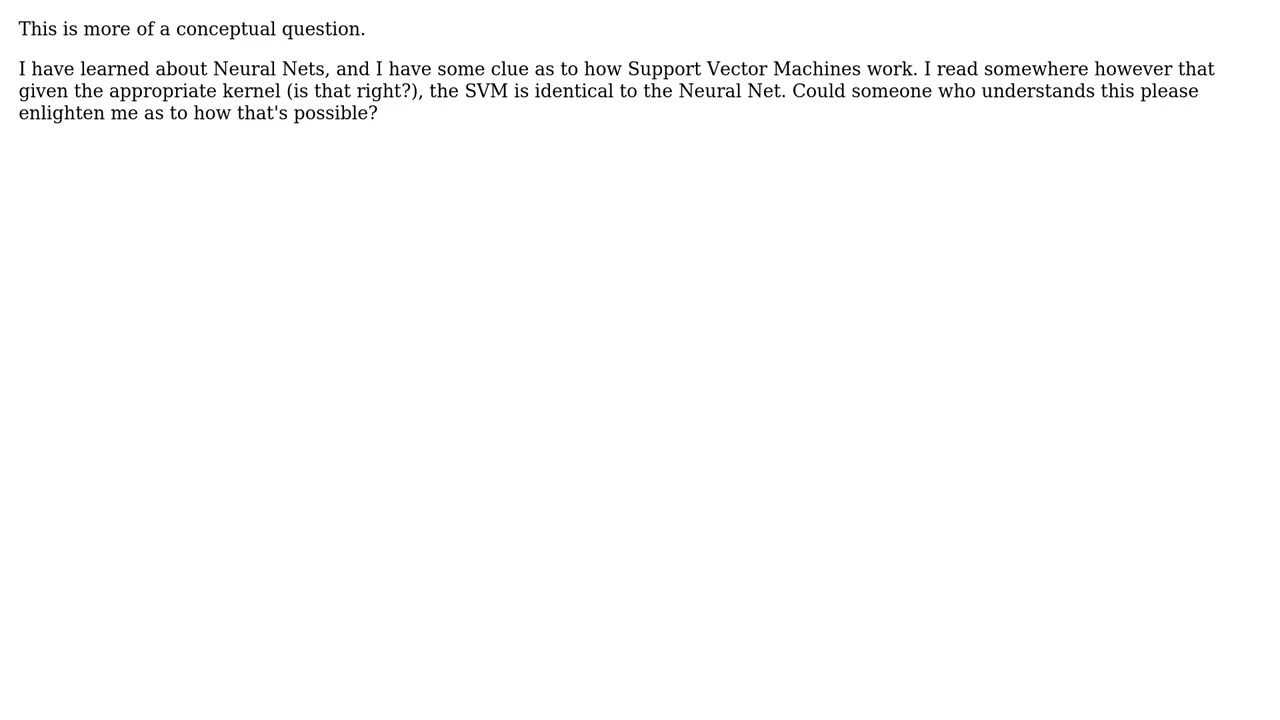 This is more of a conceptual question.
I have learned about Neural Nets, and I have some clue as to how Support Vector Machines work. I read somewhere however that
given the appropriate kernel (is that right?), the SVM is identical to the Neural Net. Could someone who understands this please
enlighten me as to how that's possible?